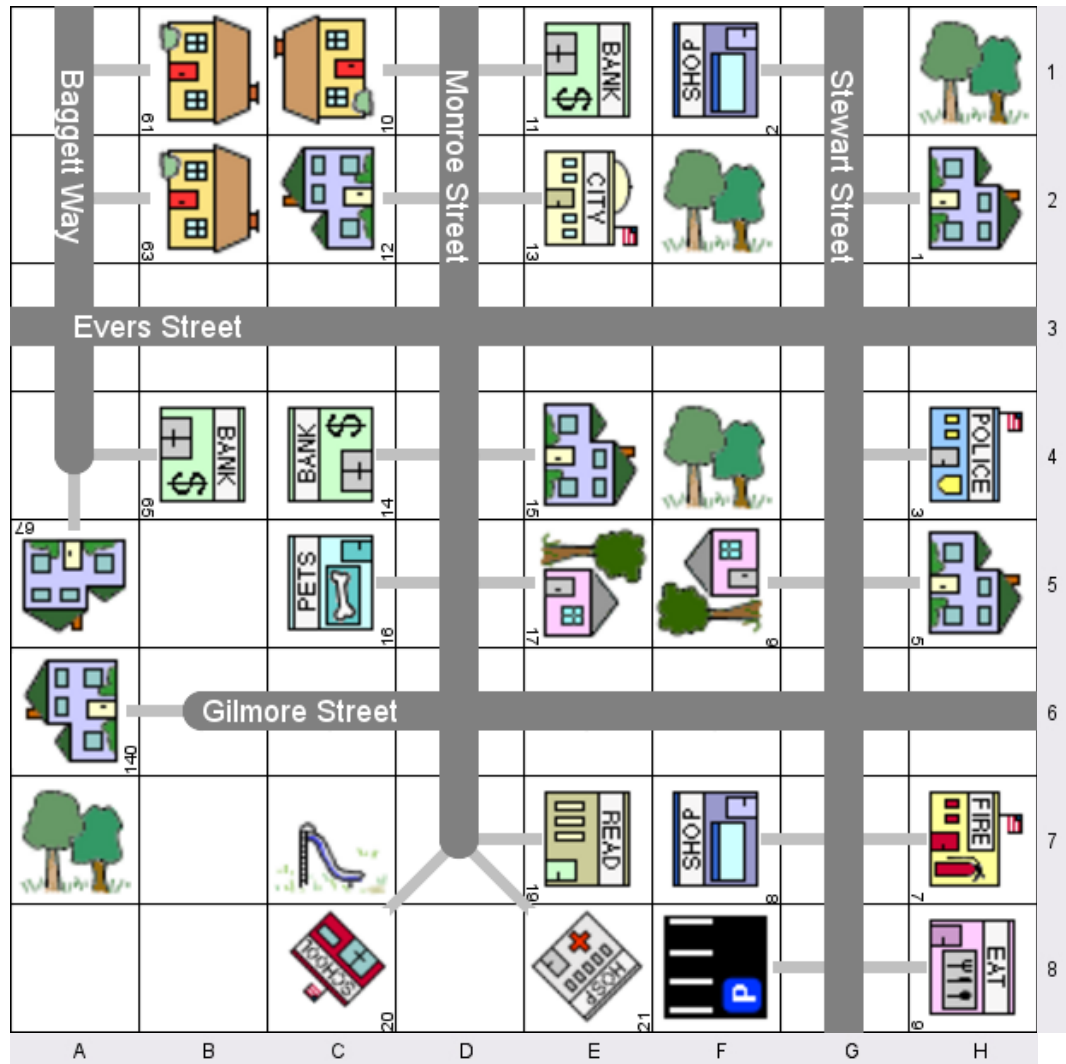 Baggett Way
61
10
Monroe Street
BANK
$
11
SHOP
2
Stewart Street
1
63
12
CITY
13
1
2
Evers Street
3
BANK
$
65
BANK
$
14
15
POLICE
3
4
67
PETS
16
17
6
5
5
140
Gilmore Street
6
READ
19
SHOP
8
FIRE
7
7
SCHOOL
20
HOSP
21
P
EAT
9
8
A B C D E F G H